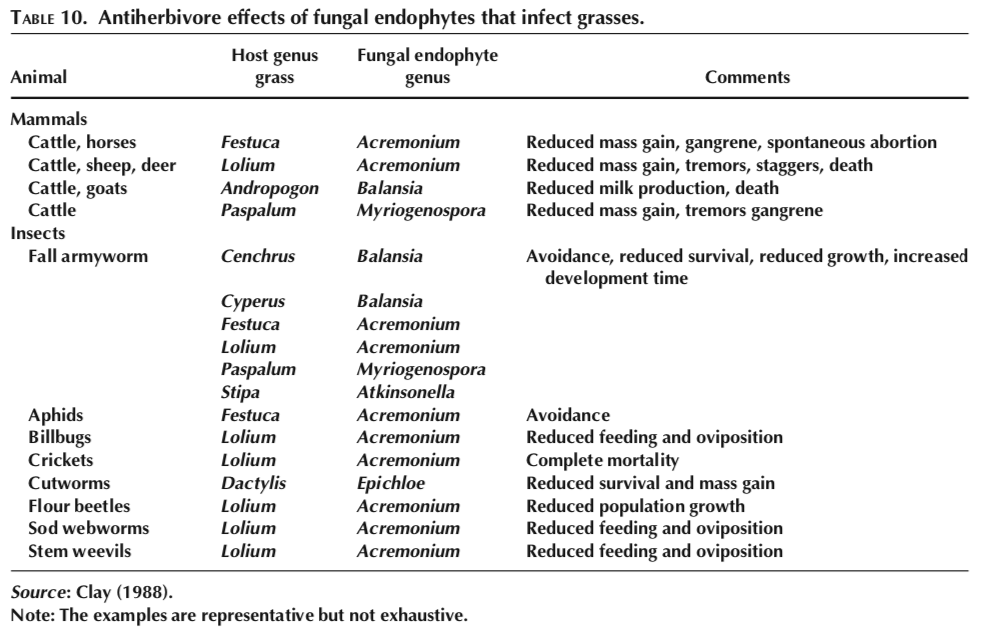 TABLE 10. Antiherbivore effects of fungal endophytes that infect grasses.
Animal Host genus grass Fungal endophyte genus Comments
Mammals
Cattle, horses Festuca Acremonium Reduced mass gain, gangrene, spontaneous abortion
Cattle, sheep, deer Lolium Acremonium Reduced mass gain, tremors, staggers, death
Cattle, goats Andropogon Balansia Reduced milk production, death
Cattle Paspalum Myriogenospora Reduced mass gain, tremors gangrene
Insects
Fall armyworm Cenchrus Balansia Avoidance, reduced survival, reduced growth, increased
development time
Cyperus Balansia
Festuca Acremonium
Lolium Acremonium
Paspalum Myriogenospora
Stipa Atkinsonella
Aphids Festuca Acremonium Avoidance
Billbugs Lolium Acremonium Reduced feeding and oviposition
Crickets Lolium Acremonium Complete mortality
Cutworms Dactylis Epichloe Reduced survival and mass gain
Flour beetles Lolium Acremonium Reduced population growth
Sod webworms Lolium Acremonium Reduced feeding and oviposition
Stem weevils Lolium Acremonium Reduced feeding and oviposition
Source: Clay (1988).
Note: The examples are representative but not exhaustive.